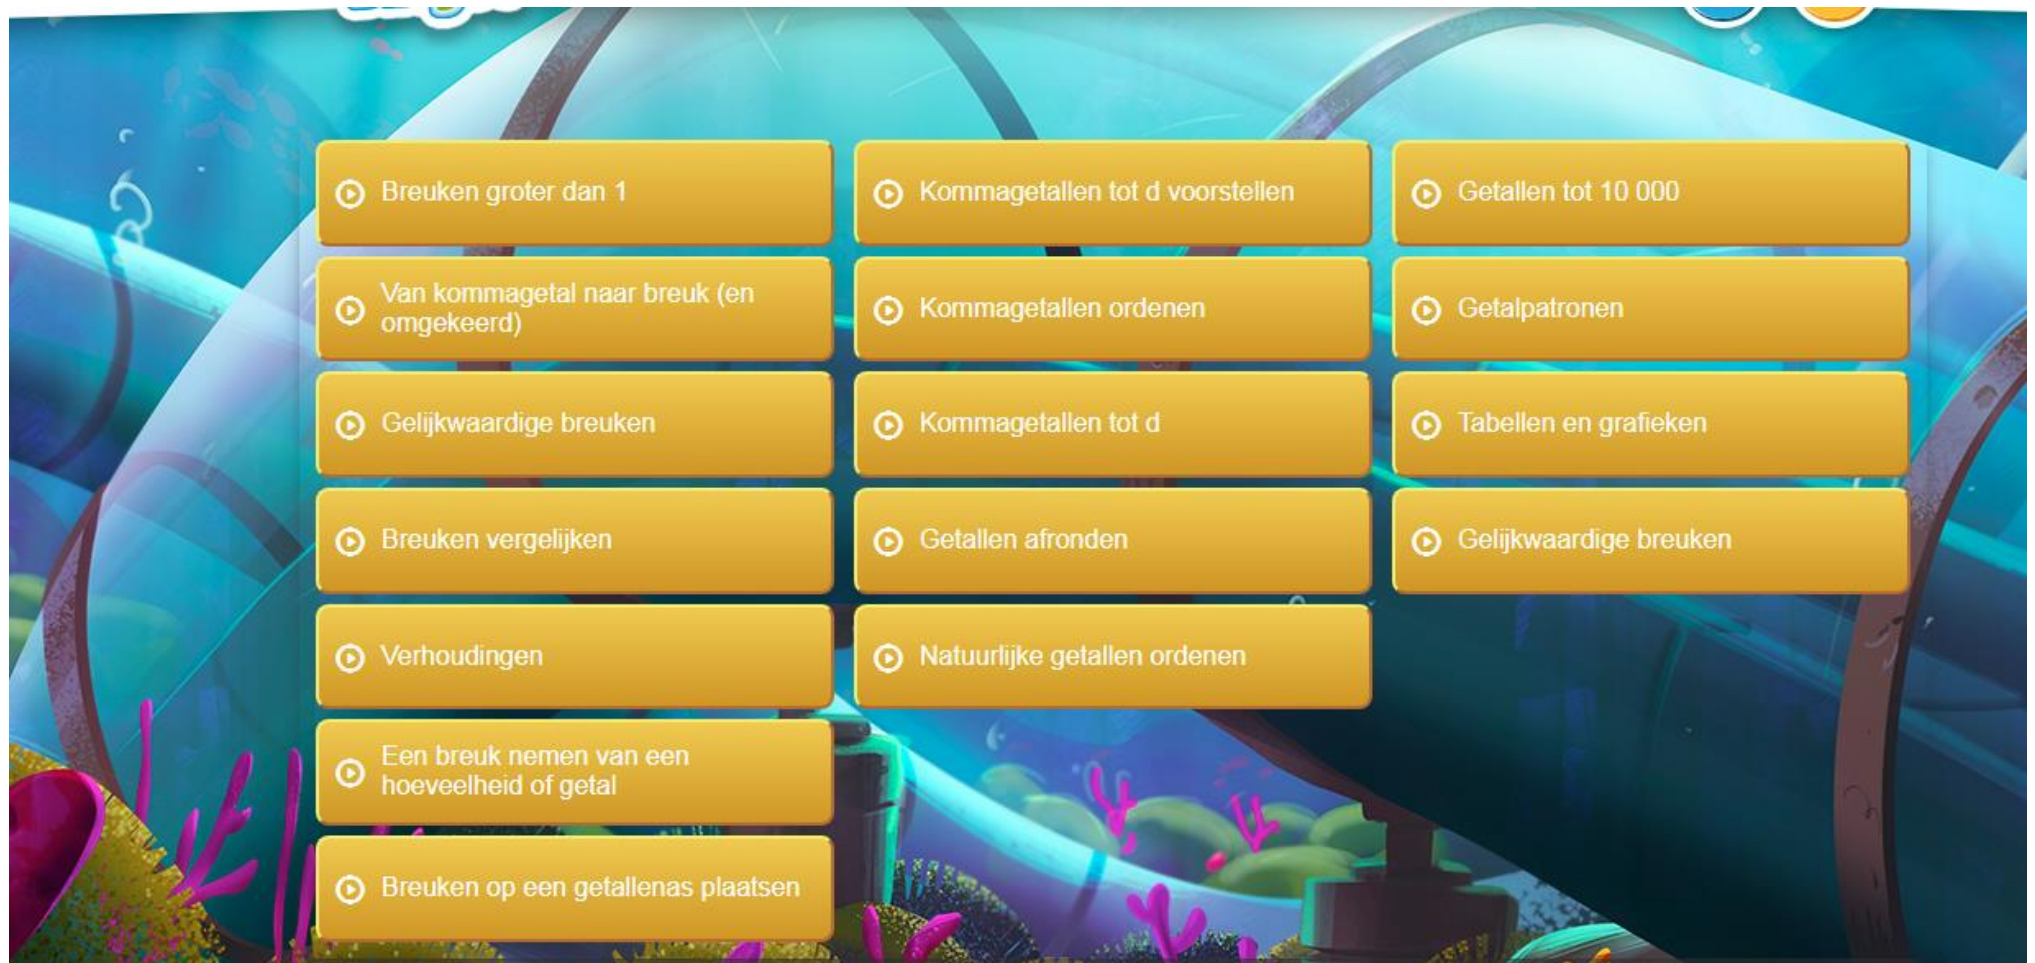 Breuken groter dan 1
Van kommagetal naar breuk (en
omgekeerd)
Gelijkwaardige breuken
Breuken vergelijken
Verhoudingen
Een breuk nemen van een
hoeveelheid of getal
Breuken op een getallenas plaatsen
Kommagetallen tot d voorstellen
Kommagetallen ordenen
Kommagetallen tot d
Getallen afronden
Natuurlijke getallen ordenen
Getallen tot 10 000
Getalpatronen
Tabellen en grafieken
Gelijkwaardige breuken